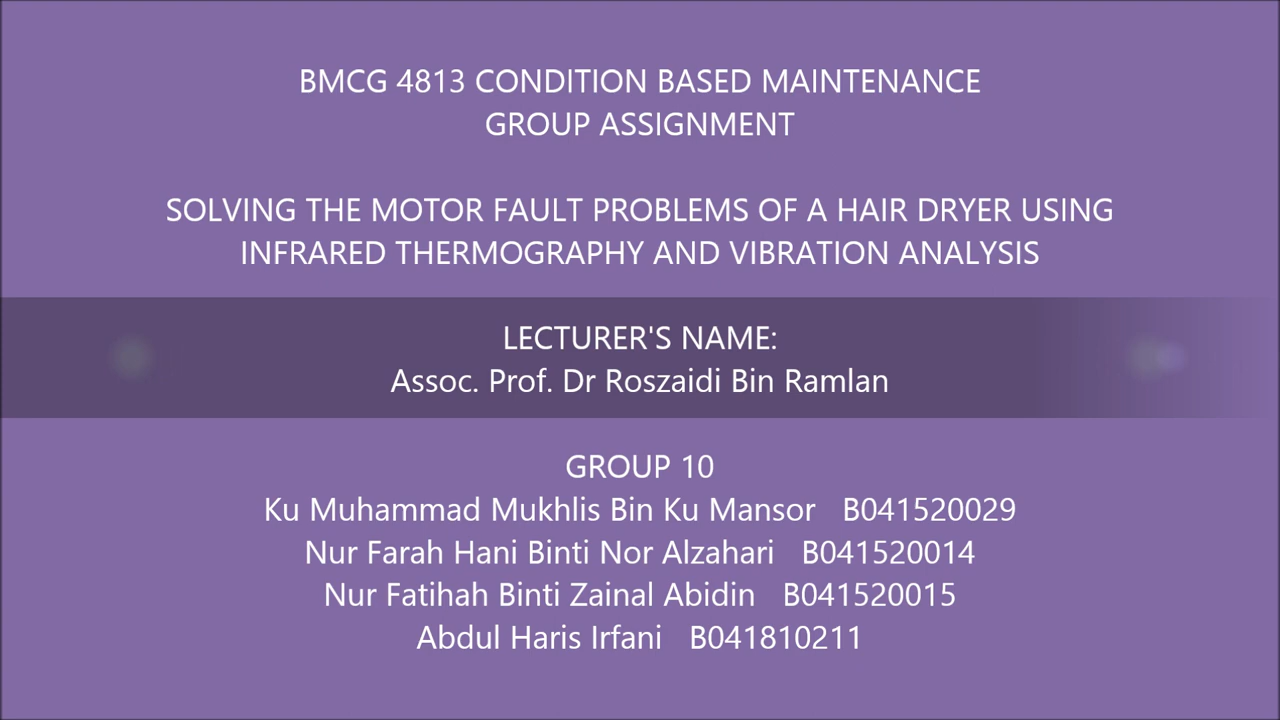 BMCG 4813 CONDITION BASED MAINTENANCE
GROUP ASSIGNMENT
SOLVING THE MOTOR FAULT PROBLEMS OF A HAIR DRYER USING
INFRARED THERMOGRAPHY AND VIBRATION ANALYSIS
LECTURER'S NAME:
Assoc. Prof. Dr Roszaidi Bin Ramlan
GROUP 10
Ku Muhammad Mukhlis Bin Ku Mansor B041520029
Nur Farah Hani Binti Nor Alzahari B041520014
Nur Fatihah Binti Zainal Abidin B041520015
Abdul Haris Irfani B041810211